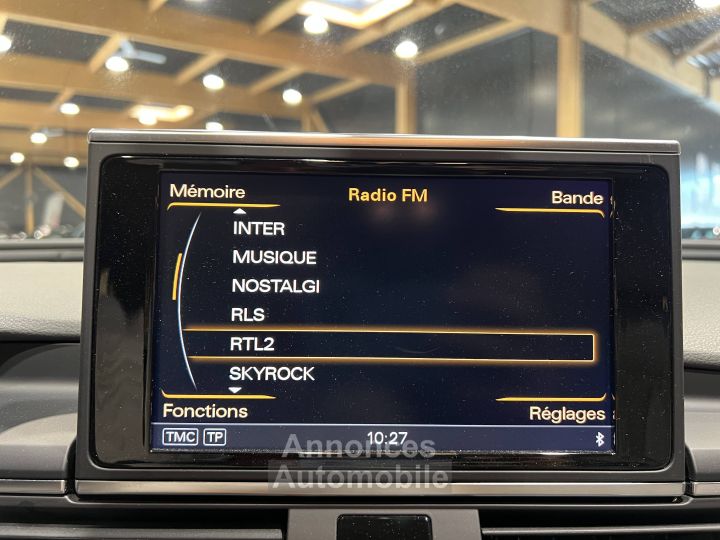 Mémoire Radio FM Bande
INTER
MUSIQUE
NOSTALGI
RLS
RTL2
SKYROCK
Fonctions Réglages
TMC TP 10:27
Annonces
Automobile